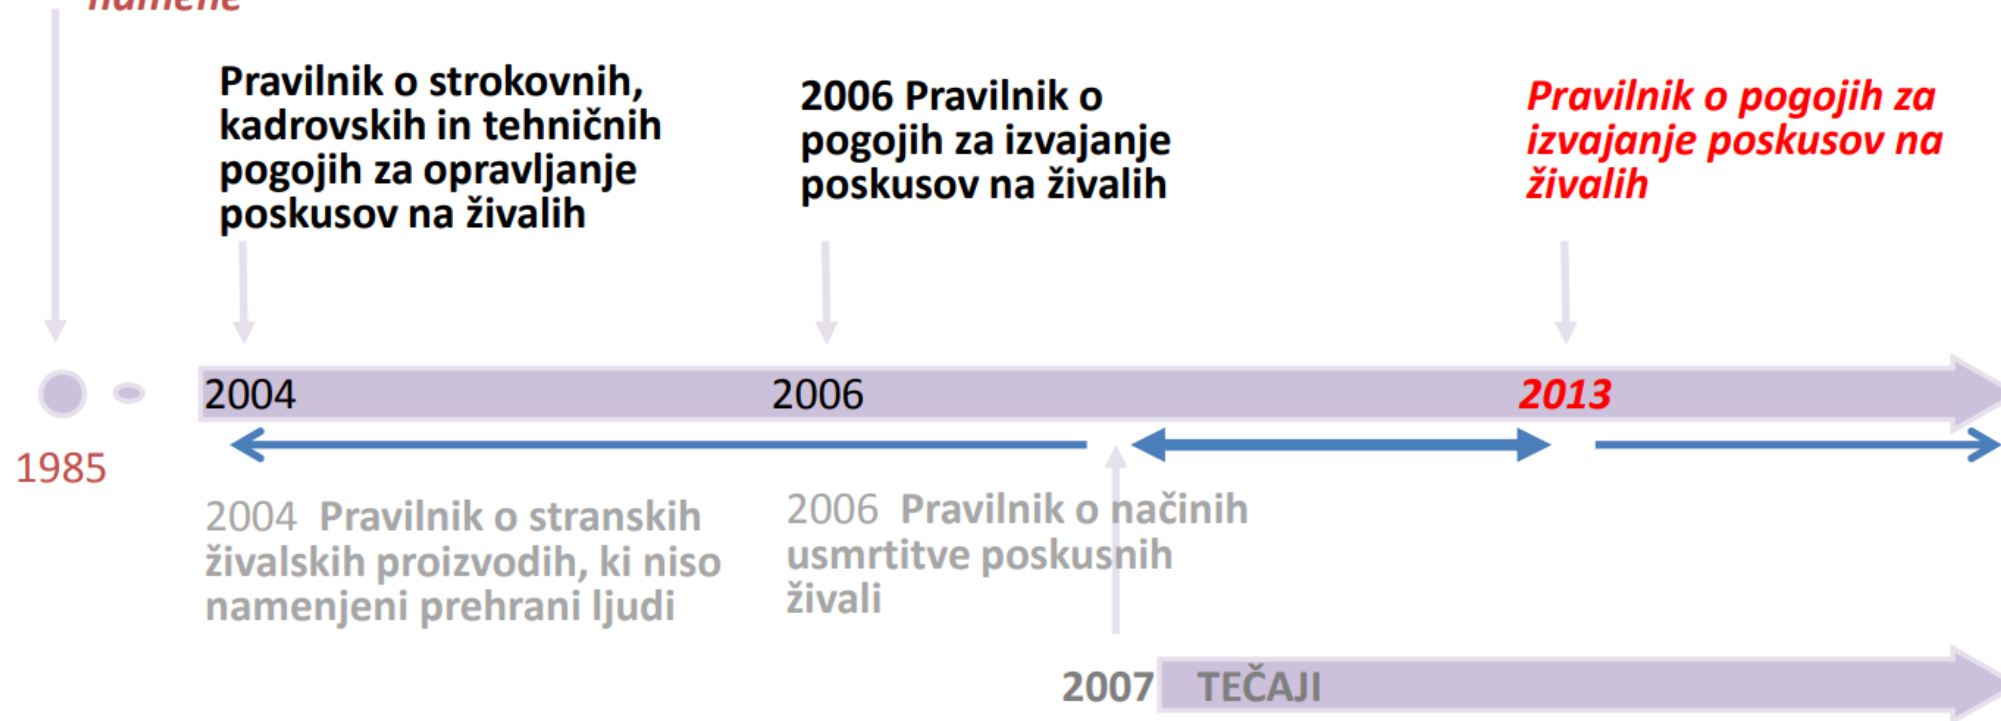 namene
Pravilnik o strokovnih,
kadrovskih in tehničnih
pogojih za opravljanje
poskusov na živalih
2006 Pravilnik o
pogojih za izvajanje
poskusov na živalih
Pravilnik o pogojih za
izvajanje poskusov na
živalih
2004
2006
2013
1985
2004 Pravilnik o stranskih
živalskih proizvodih, ki niso
namenjeni prehrani ljudi
2006 Pravilnik o načinih
usmrtitve poskusnih
živali
2007 TEČAJI